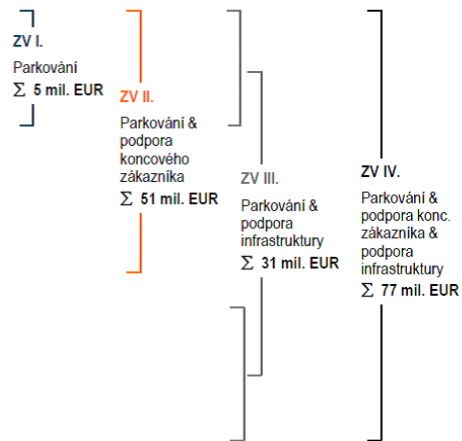 ZV I.
Parkování
Σ 5 mil. EUR
ZV II.
Parkování &
podpora
koncového
zákazníka
Σ 51 mil. EUR
ZV III.
Parkování &
podpora
infrastruktury
Σ 31 mil. EUR
ZV IV.
Parkování &
podpora konc.
zákazníka &
podpora
infrastruktury
Σ 77 mil. EUR